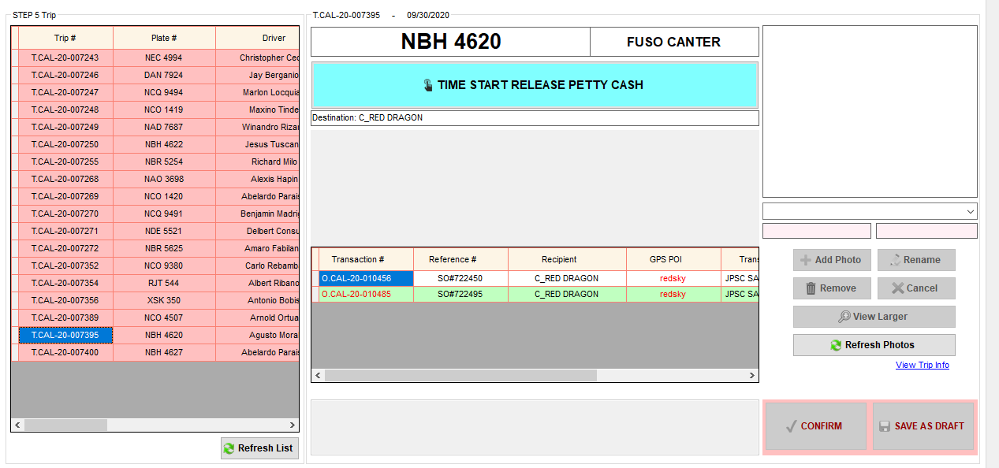 STEP 5 Trip
Trip # Plate # Driver
T.CAL-20-007243 NEC 4994 Christopher Cec
T.CAL-20-007246 DAN 7924 Jay Berganio
T.CAL-20-007247 NCQ 9494 Marlon Locquia
T.CAL-20-007248 NCO 1419 Maxino Tinde
T.CAL-20-007249 NAD 7687 Winandro Riza
T.CAL-20-007250 NBH 4622 Jesus Tuscan
T.CAL-20-007255 NBR 5254 Richard Milo
T.CAL-20-007268 NAO 3698 Alexis Hapin
T.CAL-20-007269 NCO 1420 Abelardo Parais
T.CAL-20-007270 NCQ 9491 Benjamin Madrig
T.CAL-20-007271 NDE 5521 Delbert Consu
T.CAL-20-007272 NBR 5625 Amaro Fabilan
T.CAL-20-007352 NCO 9380 Carlo Rebamb
T.CAL-20-007354 RJT 544 Albert Ribano
T.CAL-20-007356 XSK 350 Antonio Bobis
T.CAL-20-007389 NCO 4507 Arnold Ortua
T.CAL-20-007395 NBH 4620 Agusto Mora
T.CAL-20-007400 NBH 4627 Abelardo Parais
Refresh List
T.CAL-20-007395 - 09/30/2020
NBH 4620 FUSO CANTER
TIME START RELEASE PETTY CASH
Destination: C_RED DRAGON
Transaction # Reference # Recipient GPS POI Trans
O.CAL-20-010456 SO#722450 C_RED DRAGON redsky JPSC SA
O.CAL-20-010485 SO#722495 C_RED DRAGON redsky JPSC SA
Add Photo Rename
Remove Cancel
View Larger
Refresh Photos
View Trip Info
CONFIRM SAVE AS DRAFT